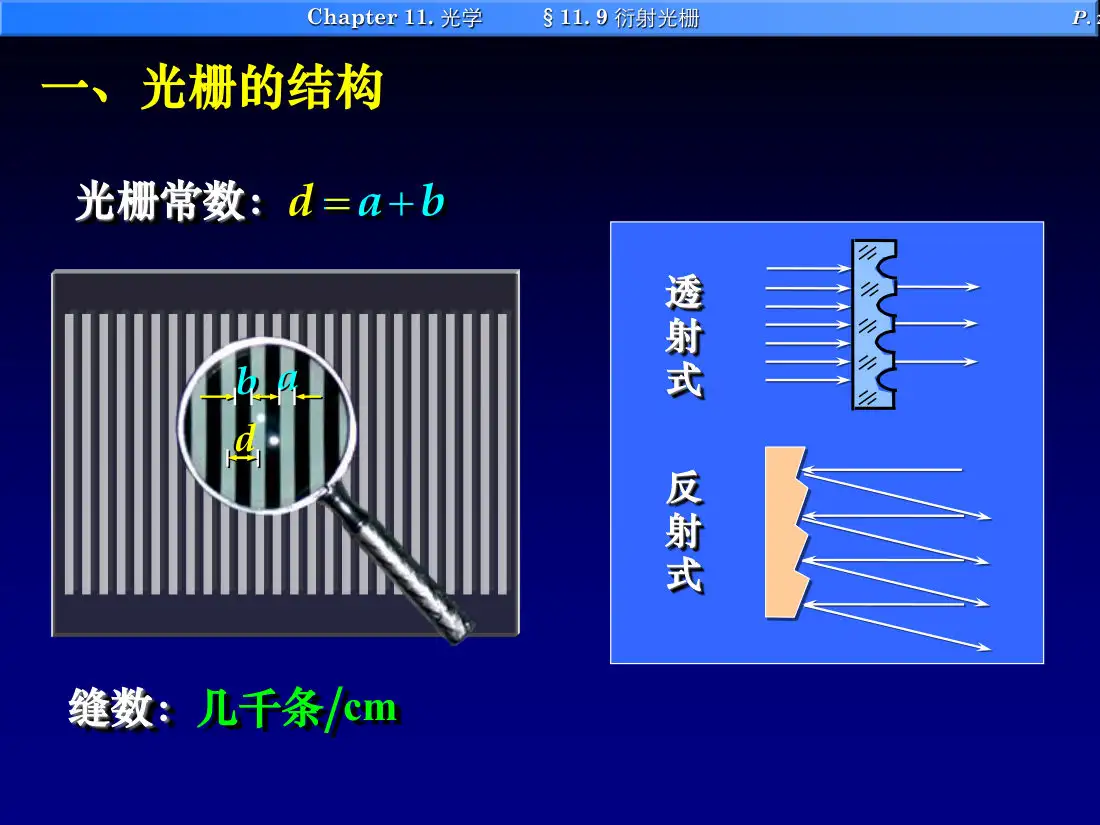 Chapter 11. 光学 § 11. 9 衍射光栅 P.
一、光栅的结构
光栅常数：d = a + b
b a
d
透射式
反射式
缝数：几千条/cm